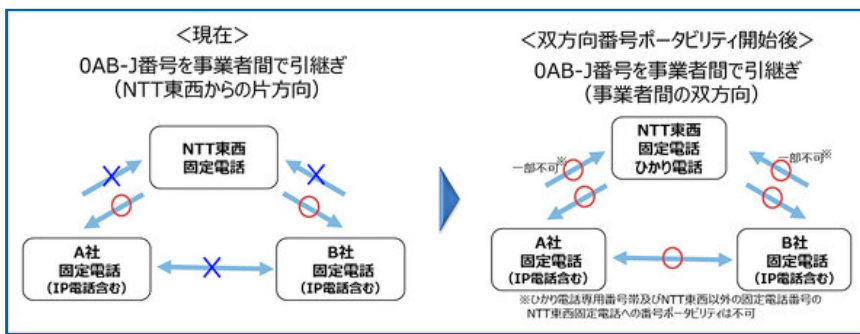 <現在>
0AB-J番号を事業者間で引継ぎ
(NTT東西からの片方向)
NTT東西
固定電話
A社
固定電話
(IP電話含む)
B社
固定電話
(IP電話含む)
<双方向番号ポータビリティ開始後>
0AB-J番号を事業者間で引継ぎ
(事業者間の双方向)
NTT東西
固定電話
ひかり電話
一部不可※
一部不可※
A社
固定電話
(IP電話含む)
B社
固定電話
(IP電話含む)
※ひかり電話専用番号帯及びNTT東西以外の固定電話番号の
NTT東西固定電話への番号ポータビリティは不可